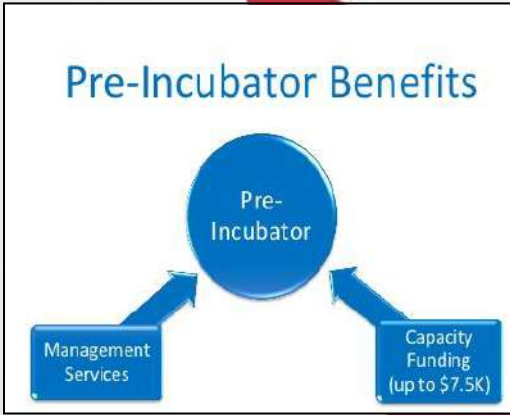 Pre-Incubator Benefits
Pre-
Incubator
Management
Services
Capacity
Funding
(up to $7.5K)